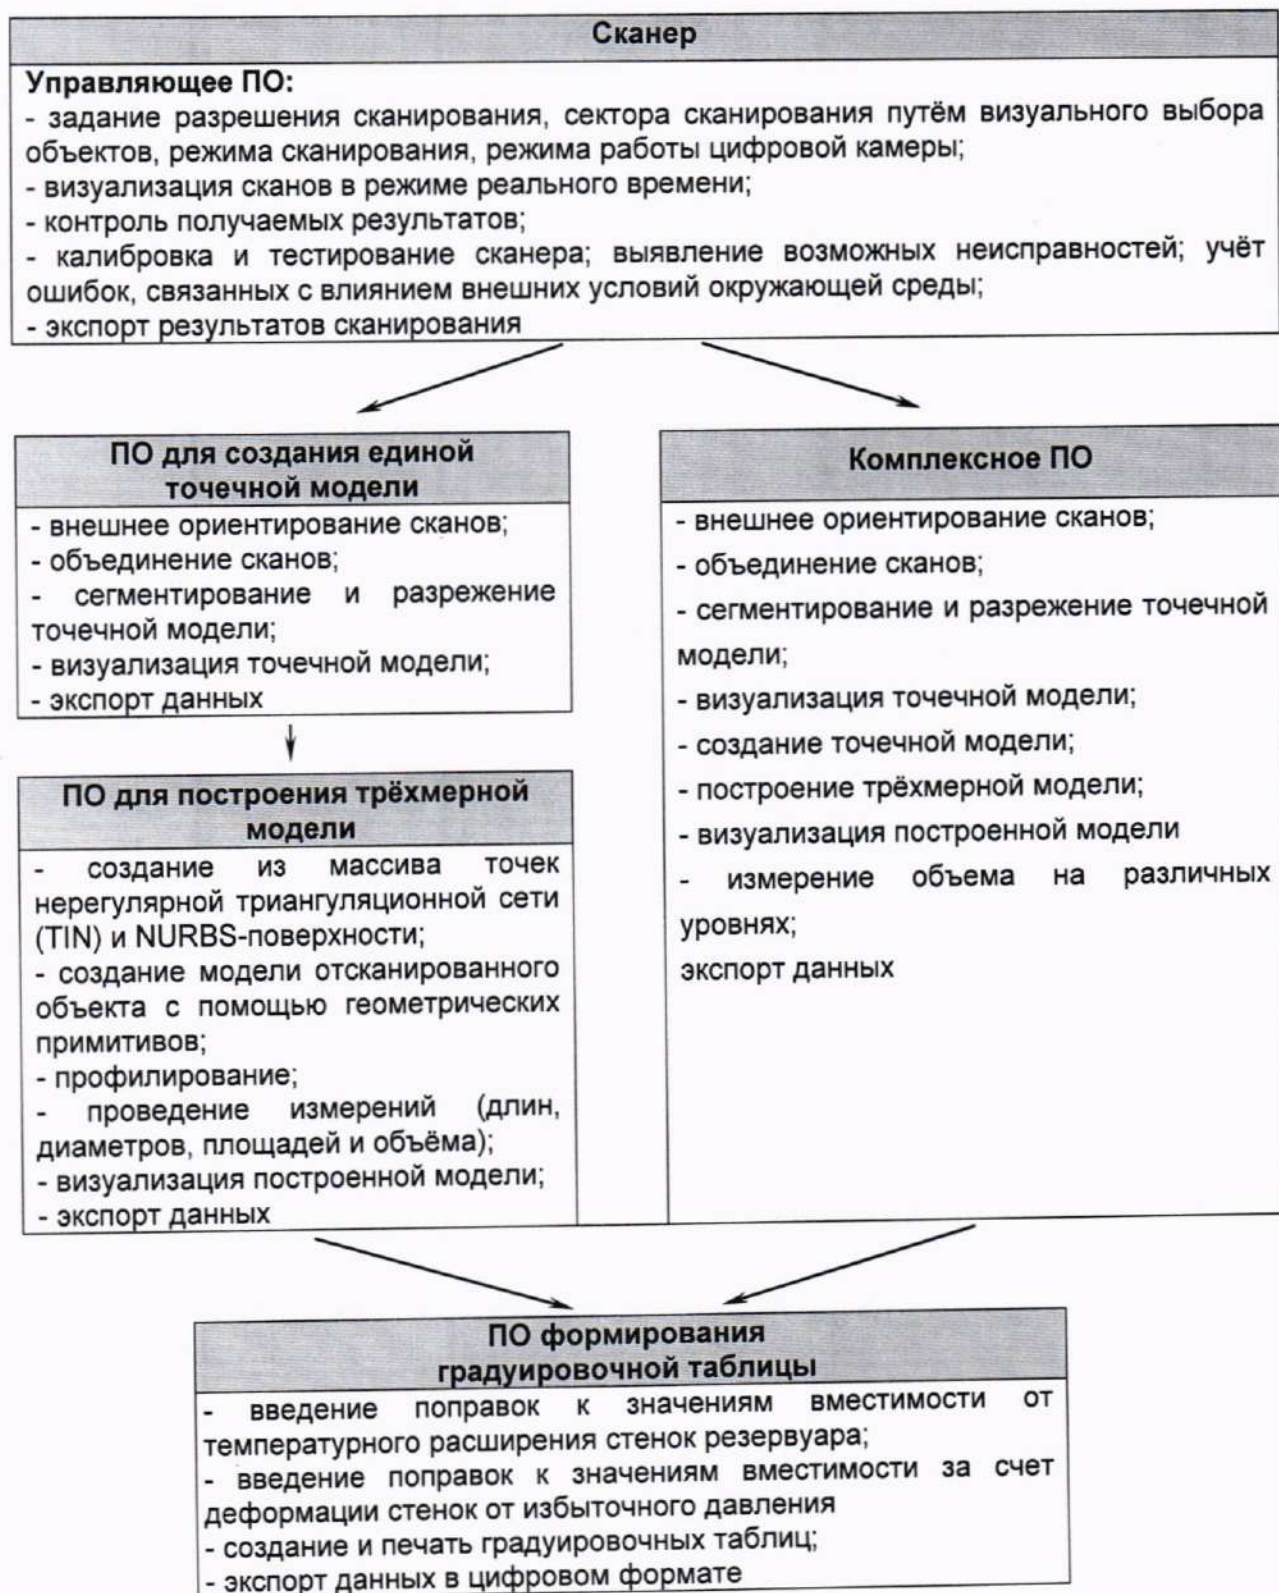 Сканер
Управляющее ПО:
- задание разрешения сканирования, сектора сканирования путём визуального выбора
объектов, режима сканирования, режима работы цифровой камеры;
- визуализация сканов в режиме реального времени;
- контроль получаемых результатов;
- калибровка и тестирование сканера; выявление возможных неисправностей; учёт
ошибок, связанных с влиянием внешних условий окружающей среды;
- экспорт результатов сканирования
ПО для создания единой
точечной модели
- внешнее ориентирование сканов;
- объединение сканов;
- сегментирование и разрежение
точечной модели;
- визуализация точечной модели;
- экспорт данных
ПО для построения трёхмерной
модели
- создание из массива точек
нерегулярной триангуляционной сети
(TIN) и NURBS-поверхности;
- создание модели отсканированного
объекта с помощью геометрических
примитивов;
- профилирование;
- проведение измерений (длин,
диаметров, площадей и объёма);
- визуализация построенной модели;
- экспорт данных
Комплексное ПО
- внешнее ориентирование сканов;
- объединение сканов;
- сегментирование и разрежение точечной
модели;
- визуализация точечной модели;
- создание точечной модели;
- построение трёхмерной модели;
- визуализация построенной модели
- измерение объема на различных
уровнях;
экспорт данных
ПО формирования
градуировочной таблицы
- введение поправок к значениям вместимости от
температурного расширения стенок резервуара;
- введение поправок к значениям вместимости за счет
деформации стенок от избыточного давления
- создание и печать градуировочных таблиц;
- экспорт данных в цифровом формате